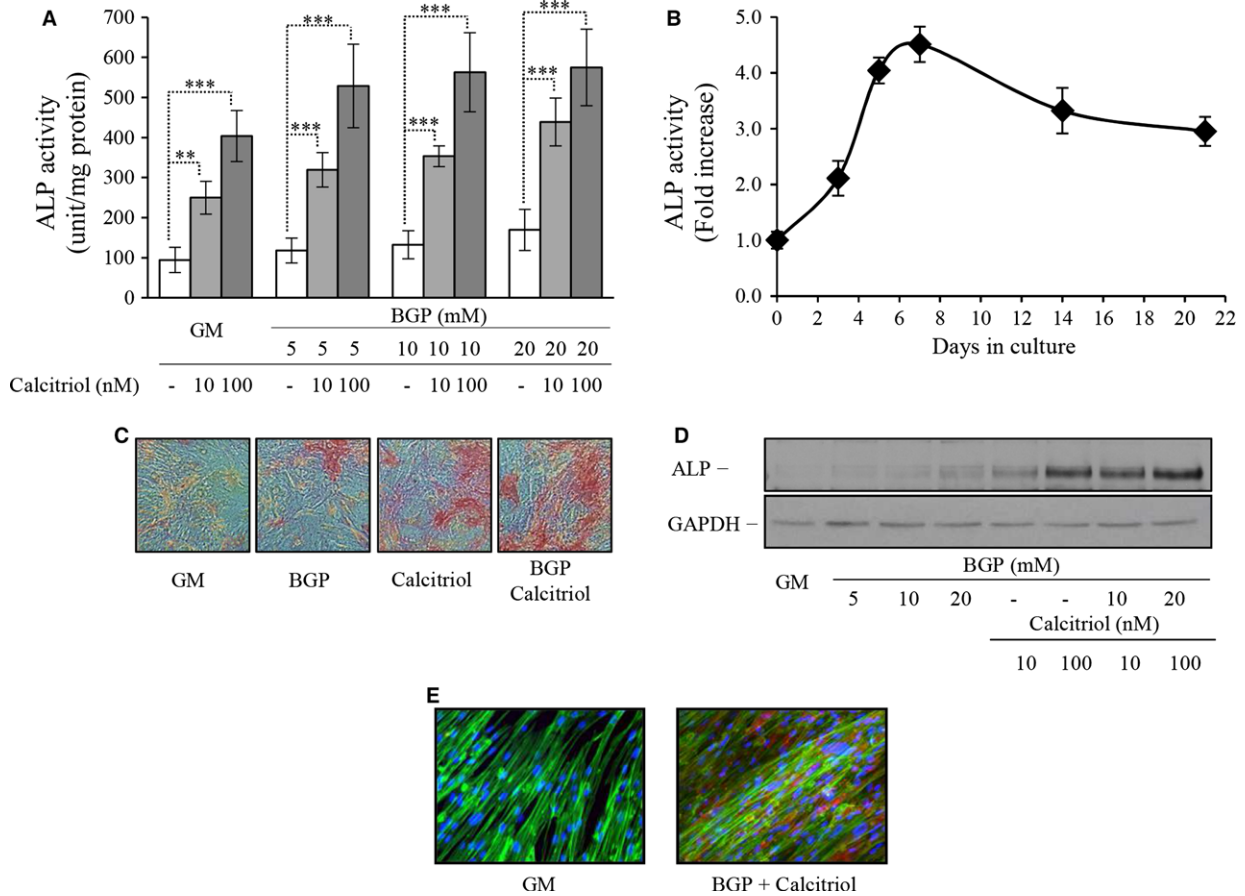 A
ALP activity
(unit/mg protein)
700
600
500
400
300
200
100
0
** ***
*** ***
*** ***
*** ***
GM
BGP (mM)
5 5 5 10 10 10 20 20 20
Calcitriol (nM) - 10 100 - 10 100 - 10 100 - 10 100
B
ALP activity
(Fold increase)
5.0
4.0
3.0
2.0
1.0
0.0
0 2 4 6 8 10 12 14 16 18 20 22
Days in culture
C
GM
BGP
Calcitriol
BGP
Calcitriol
D
ALP –
GAPDH –
GM
BGP (mM)
5 10 20 - - 10 20
Calcitriol (nM)
10 100 10 100
E
GM
BGP + Calcitriol